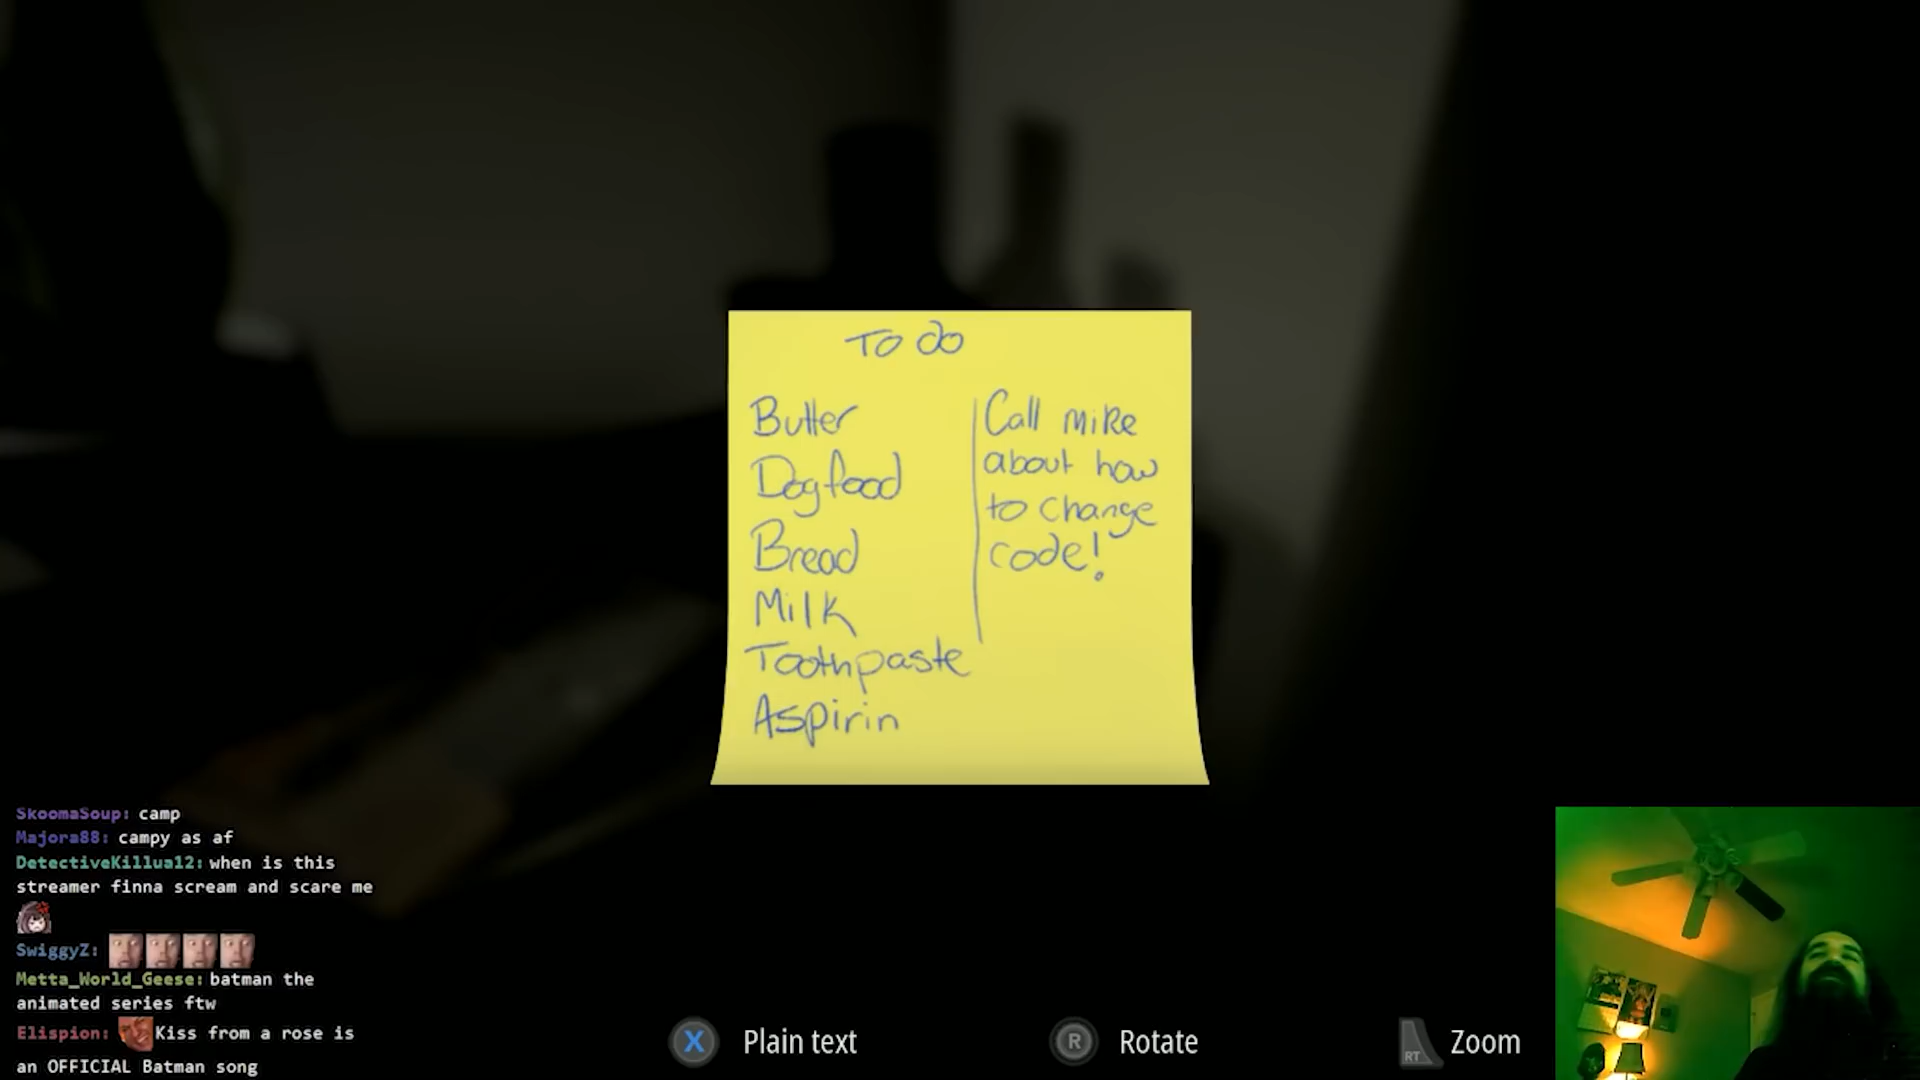 To do
Butter
Dogfood
Bread
Milk
Toothpaste
Aspirin
Call Mike
about how
to change
code!
SkoomaSoup: camp
Majora88: campy as af
DetectiveKillua12: when is this
streamer finna scream and scare me
SwiggyZ:
Metta_World_Geese: batman the
animated series ftw
Elispion: Kiss from a rose is
an OFFICIAL Batman song
X Plain text
R Rotate
RT Zoom